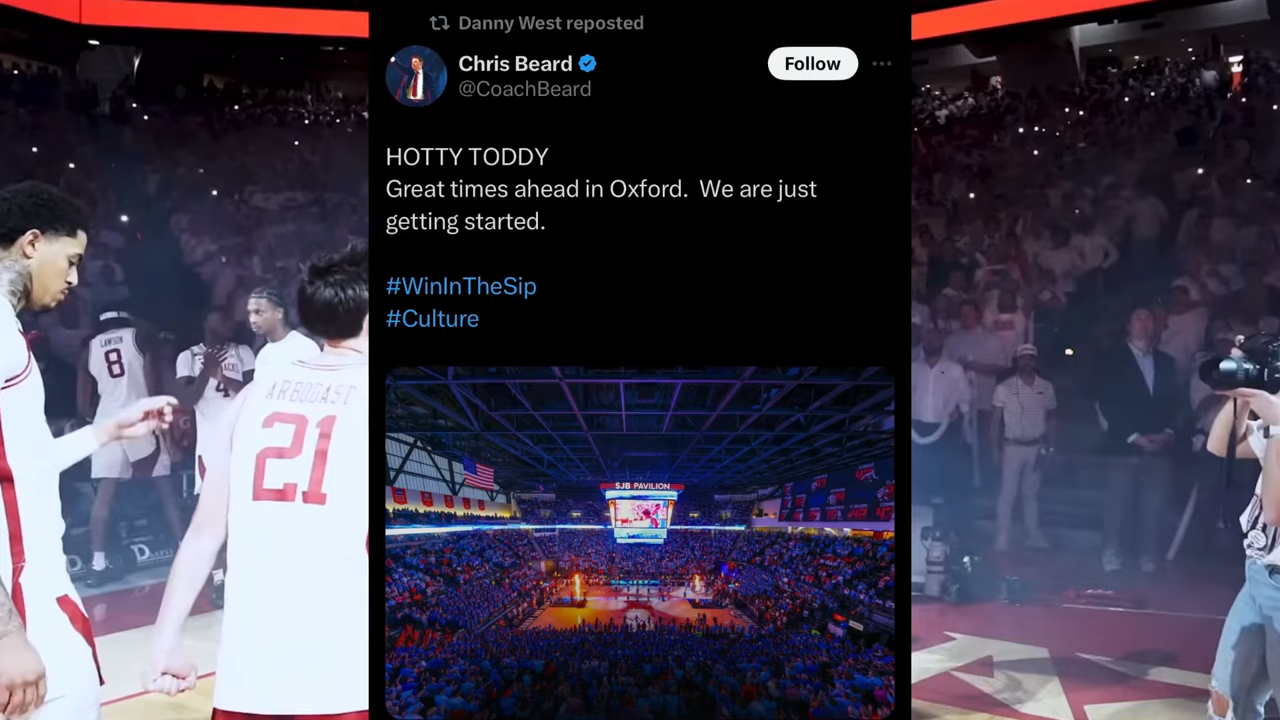 Danny West reposted
Chris Beard
@CoachBeard
Follow
HOTTY TODDY
Great times ahead in Oxford.  We are just
getting started.
#WinInTheSip
#Culture
SJB PAVILION
LAWSON
8
4
ARBOGAST
21